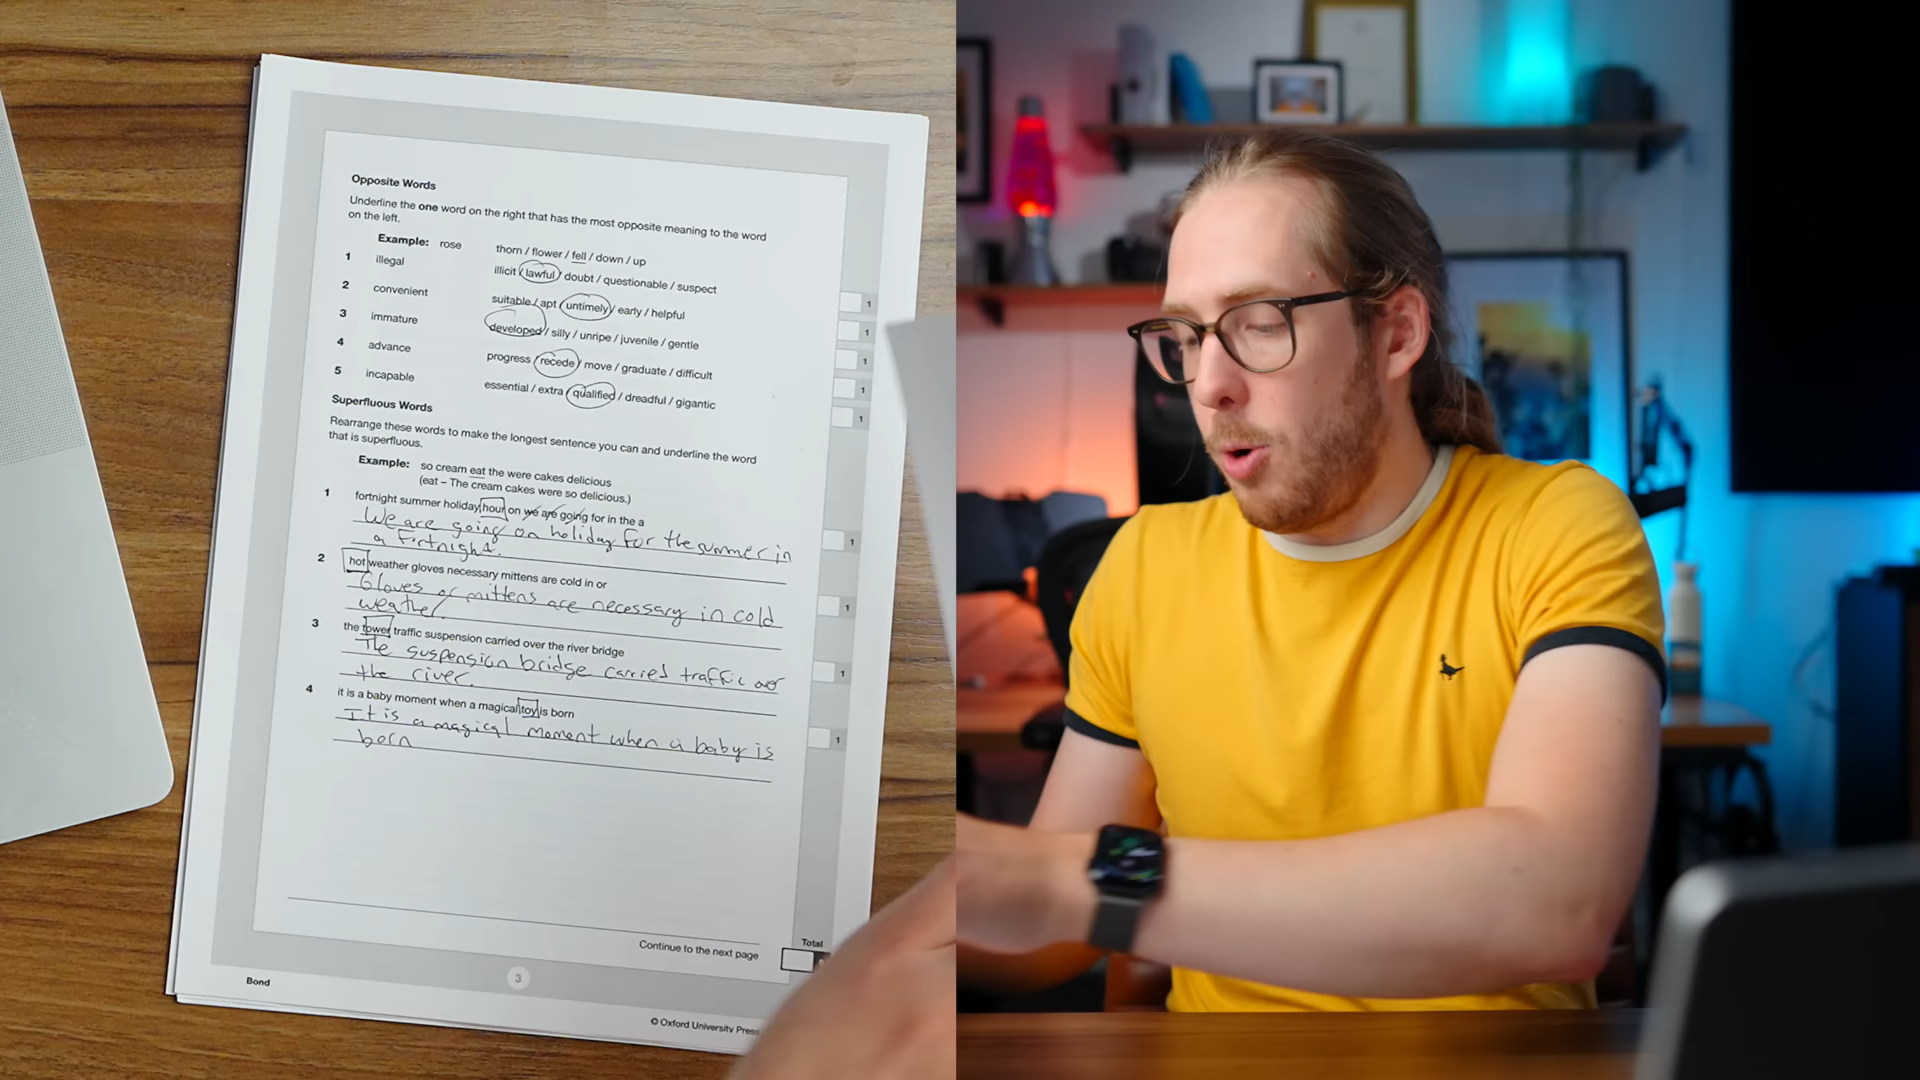 Opposite Words
Underline the one word on the right that has the most opposite meaning to the word
on the left.
Example: rose thorn / flower / fell / down / up
1 illegal illicit / lawful / doubt / questionable / suspect
1
2 convenient suitable / apt / untimely / early / helpful
1
3 immature developed / silly / unripe / juvenile / gentle
1
4 advance progress / recede / move / graduate / difficult
1
5 incapable essential / extra / qualified / dreadful / gigantic
1
Superfluous Words
Rearrange these words to make the longest sentence you can and underline the word
that is superfluous.
Example: so cream eat the were cakes delicious
(eat – The cream cakes were so delicious.)
1 fortnight summer holiday hour on we are going for in the a
We are going on holiday for the summer in
a firtnight.
1
2 hot weather gloves necessary mittens are cold in or
Gloves or mittens are necessary in cold
weather
1
3 the tower traffic suspension carried over the river bridge
The suspension bridge carried traffic over
the river.
1
4 it is a baby moment when a magical toy is born
It is a magical moment when a baby is
born
1
Continue to the next page
Total
Bond
3
© Oxford University Press